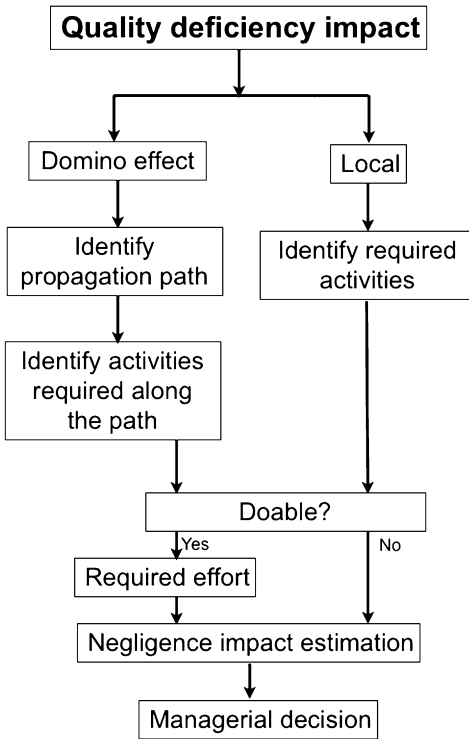 Quality deficiency impact
Domino effect
Local
Identify
propagation path
Identify required
activities
Identify activities
required along
the path
Doable?
Yes
No
Required effort
Negligence impact estimation
Managerial decision